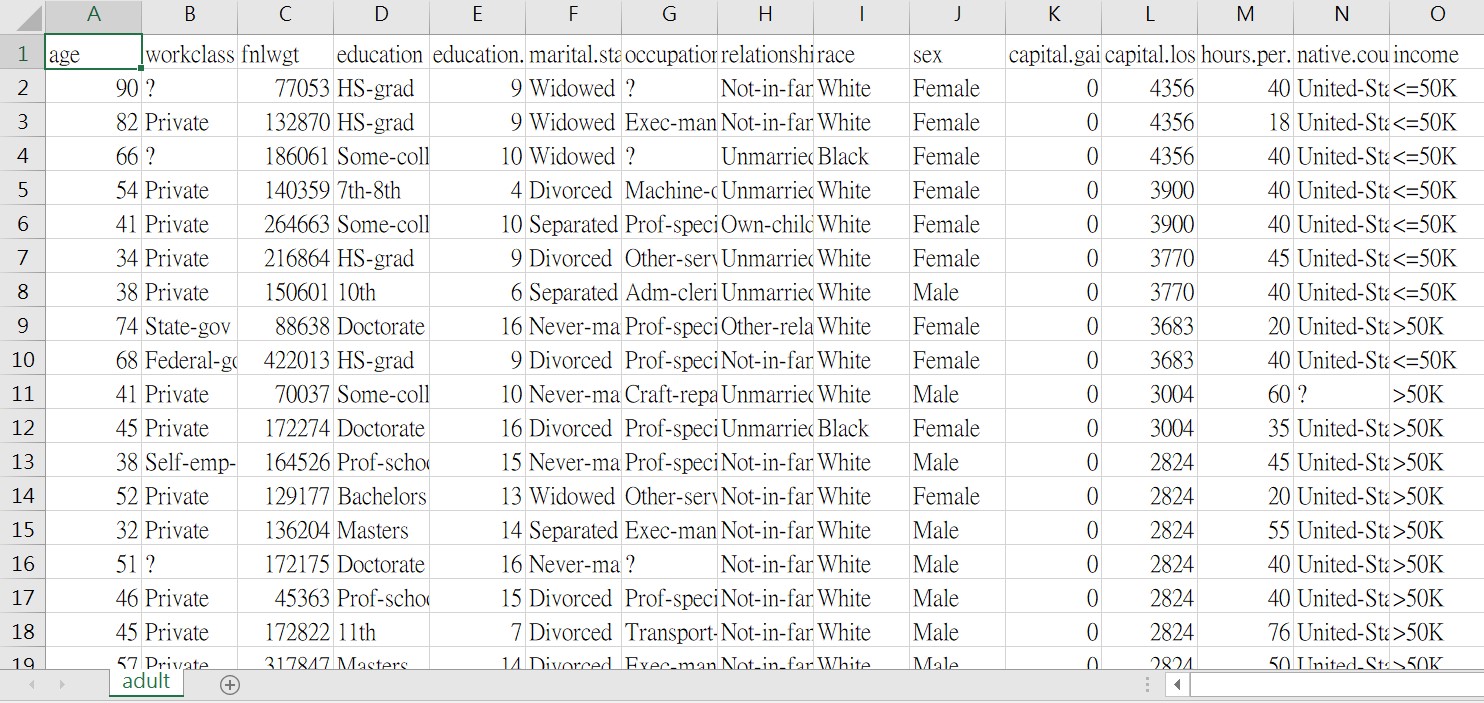 A B C D E F G H I J K L M N O
1 age workclass fnlwgt education education. marital.sta occupation relationshi race sex capital.gai capital.los hours.per. native.cou income
2 90 ? 77053 HS-grad 9 Widowed ? Not-in-far White Female 0 4356 40 United-Sta <=50K
3 82 Private 132870 HS-grad 9 Widowed Exec-man Not-in-far White Female 0 4356 18 United-Sta <=50K
4 66 ? 186061 Some-coll 10 Widowed ? Unmarried Black Female 0 4356 40 United-Sta <=50K
5 54 Private 140359 7th-8th 4 Divorced Machine-o Unmarried White Female 0 3900 40 United-Sta <=50K
6 41 Private 264663 Some-coll 10 Separated Prof-speci Own-child White Female 0 3900 40 United-Sta <=50K
7 34 Private 216864 HS-grad 9 Divorced Other-serv Unmarried White Female 0 3770 45 United-Sta <=50K
8 38 Private 150601 10th 6 Separated Adm-cleri Unmarried White Male 0 3770 40 United-Sta <=50K
9 74 State-gov 88638 Doctorate 16 Never-ma Prof-speci Other-rela White Female 0 3683 20 United-Sta >50K
10 68 Federal-go 422013 HS-grad 9 Divorced Prof-speci Not-in-far White Female 0 3683 40 United-Sta <=50K
11 41 Private 70037 Some-coll 10 Never-ma Craft-repa Unmarried White Male 0 3004 60 ? >50K
12 45 Private 172274 Doctorate 16 Divorced Prof-speci Unmarried Black Female 0 3004 35 United-Sta >50K
13 38 Self-emp- 164526 Prof-schoo 15 Never-ma Prof-speci Not-in-far White Male 0 2824 45 United-Sta >50K
14 52 Private 129177 Bachelors 13 Widowed Other-serv Not-in-far White Female 0 2824 20 United-Sta >50K
15 32 Private 136204 Masters 14 Separated Exec-man Not-in-far White Male 0 2824 55 United-Sta >50K
16 51 ? 172175 Doctorate 16 Never-ma ? Not-in-far White Male 0 2824 40 United-Sta >50K
17 46 Private 45363 Prof-schoo 15 Divorced Prof-speci Not-in-far White Male 0 2824 40 United-Sta >50K
18 45 Private 172822 11th 7 Divorced Transport- Not-in-far White Male 0 2824 76 United-Sta >50K
19 57 Private 317847 Masters 14 Divorced Exec-man Not-in-far White Male 0 2824 50 United-Sta >50K
adult